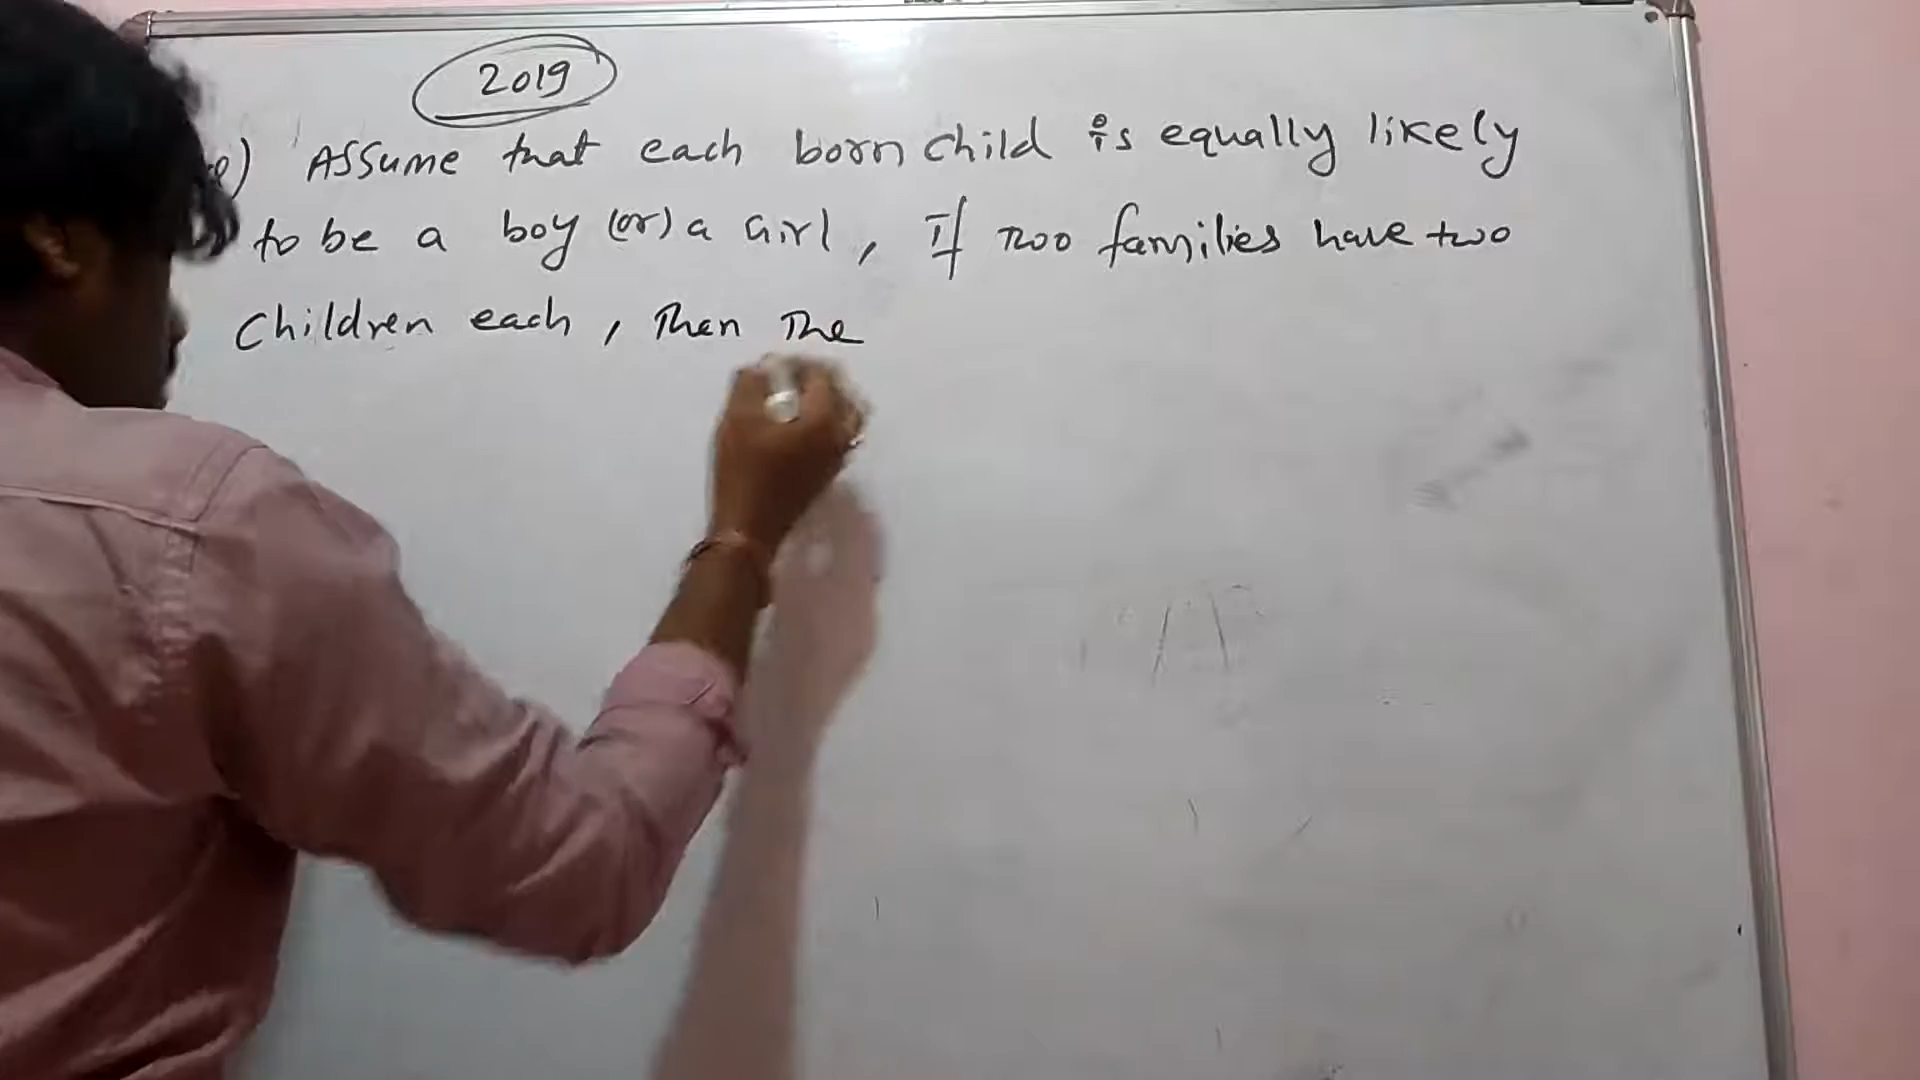 2019
Assume that each born child is equally likely
to be a boy (or) a Girl, If Two families have two
Children each, Then The